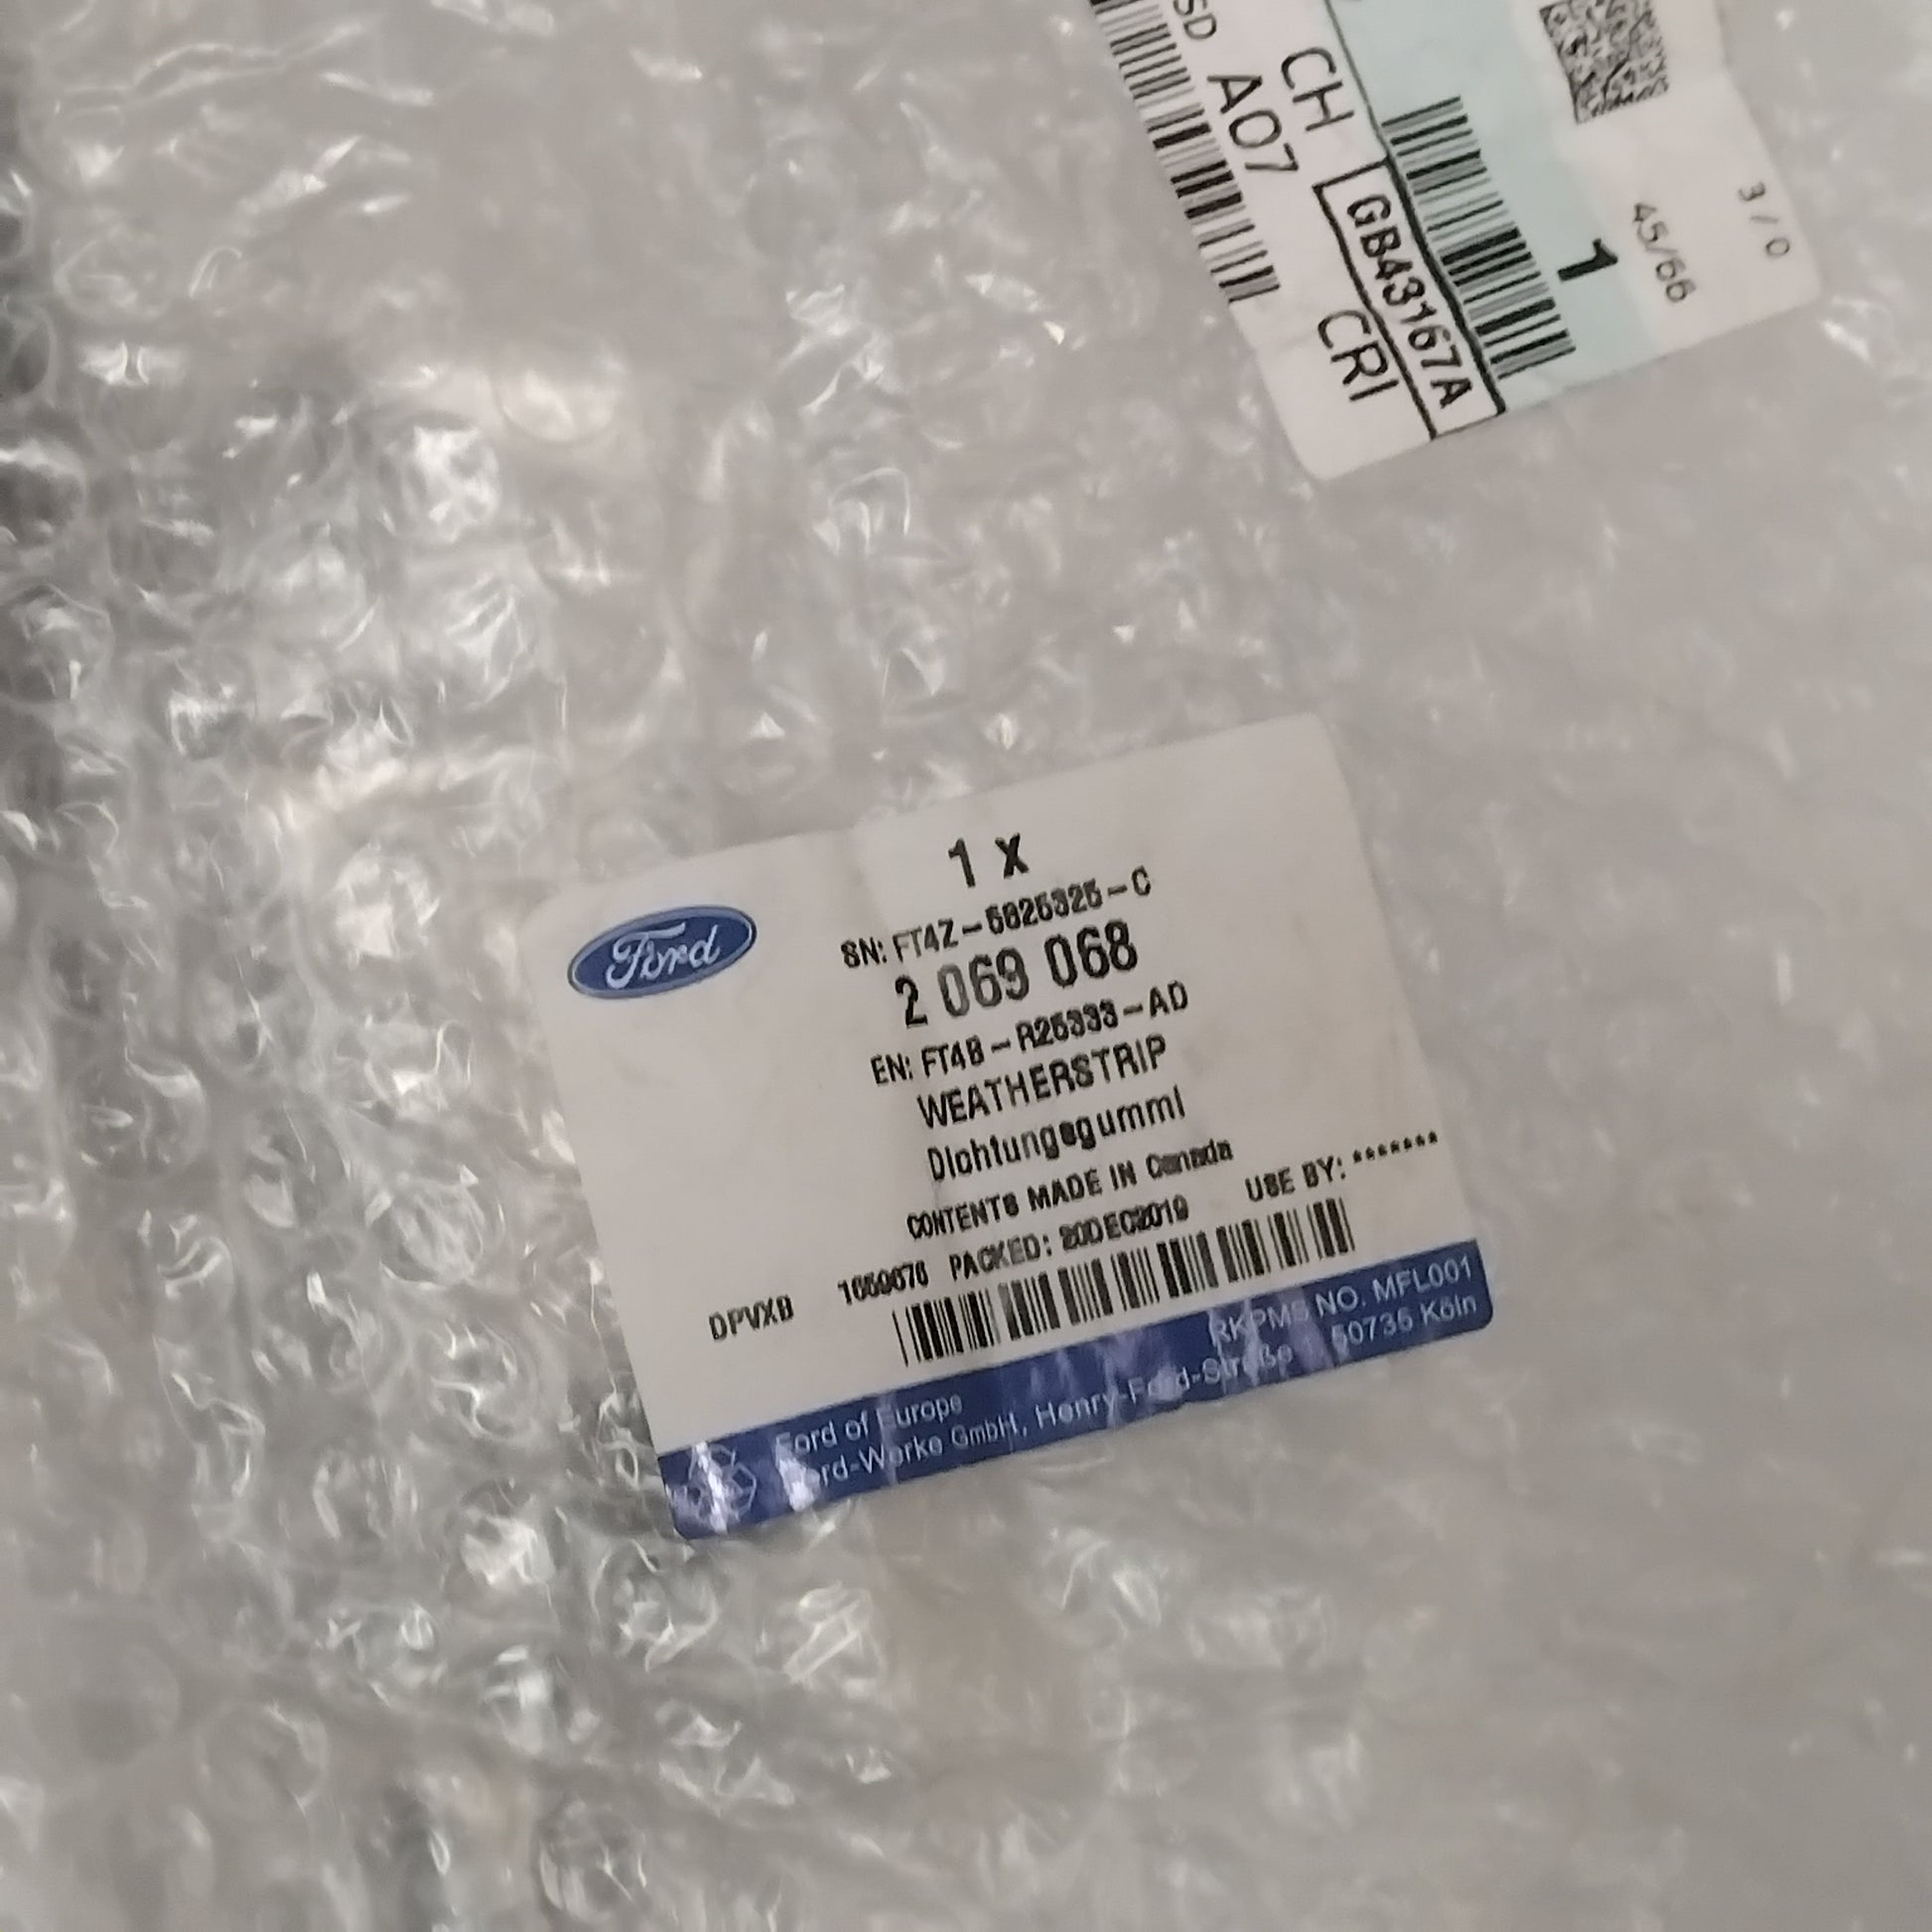 SD
A07
CH
GB43167A
CRI
1
45/66
3/0
Ford
1 X
SN: FT4Z-5825325-C
2 069 068
EN: FT4B-R25333-AD
WEATHERSTRIP
Dichtungsgummi
CONTENTS MADE IN Canada
PACKED: 20DEC2019 USE BY: *******
DPVXB
RKPMS NO. MFL001
Ford of Europe
Ford-Werke GmbH, Henry-Ford-Straße 1, 50735 Köln